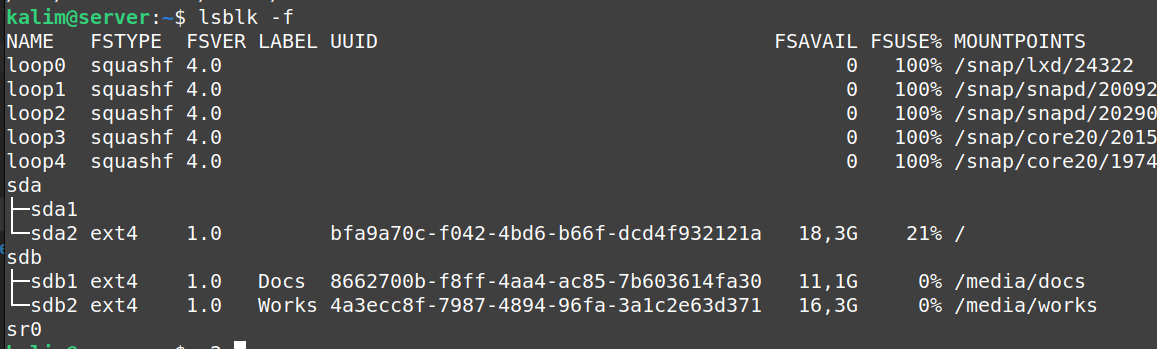 kalim@server:~$ lsblk -f
NAME   FSTYPE  FSVER LABEL UUID                                 FSAVAIL FSUSE% MOUNTPOINTS
loop0  squashf 4.0                                                    0   100% /snap/lxd/24322
loop1  squashf 4.0                                                    0   100% /snap/snapd/20092
loop2  squashf 4.0                                                    0   100% /snap/snapd/20290
loop3  squashf 4.0                                                    0   100% /snap/core20/2015
loop4  squashf 4.0                                                    0   100% /snap/core20/1974
sda
├─sda1
└─sda2 ext4    1.0         bfa9a70c-f042-4bd6-b66f-dcd4f932121a   18,3G    21% /
sdb
├─sdb1 ext4    1.0   Docs  8662700b-f8ff-4aa4-ac85-7b603614fa30   11,1G     0% /media/docs
└─sdb2 ext4    1.0   Works 4a3ecc8f-7987-4894-96fa-3a1c2e63d371   16,3G     0% /media/works
sr0
kalim@server:~$